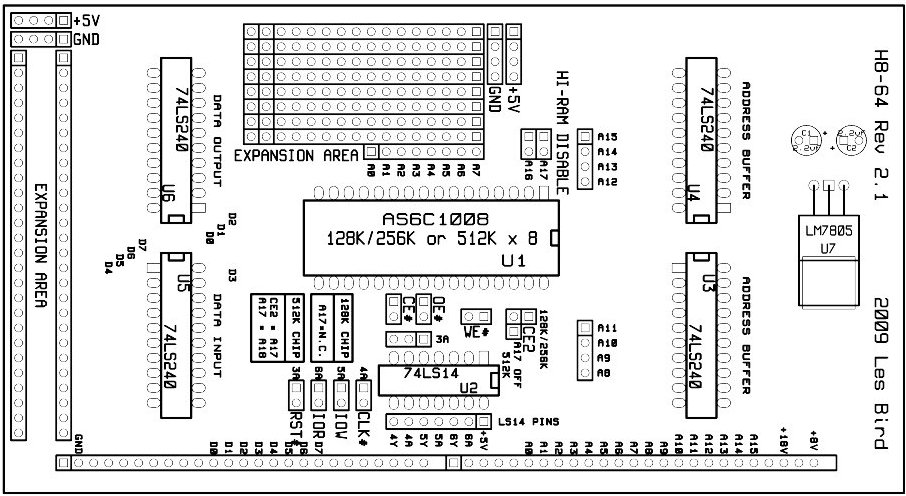 +5V
GND
EXPANSION AREA
74LS240
U6
DATA OUTPUT
D2
D1
D0
D7
D6
D5
D4
D3
U5
74LS240
DATA INPUT
EXPANSION AREA
A0 A1 A2 A3 A4 A5 A6 A7
GND
+5V
HI-RAM DISABLE
A16 A17
A15
A14
A13
A12
AS6C1008
128K/256K or 512K x 8
U1
512K CHIP
CE2 = A17
A17 = A18
128K CHIP
A17=N.C.
CE#
OE#
3A
WE#
CE2
128K/256K
A17 OFF
512K
A11
A10
A9
A8
74LS14
U2
3A
RST#
6A
IOR
5A
IOW
4A
CLK#
LS14 PINS
4Y 4A 5Y 5A 6Y 6A +5V
74LS240
U4
ADDRESS BUFFER
U3
74LS240
ADDRESS BUFFER
C1
2.2uF
+
+
2.2uF
C2
LM7805
U7
H8-64 Rev 2.1
2009 Les Bird
GND
D0 D1 D2 D3 D4 D5 D6 D7
A0 A1 A2 A3 A4 A5 A6 A7 A8 A9 A10 A11 A12 A13 A14 A15
+18V
+8V